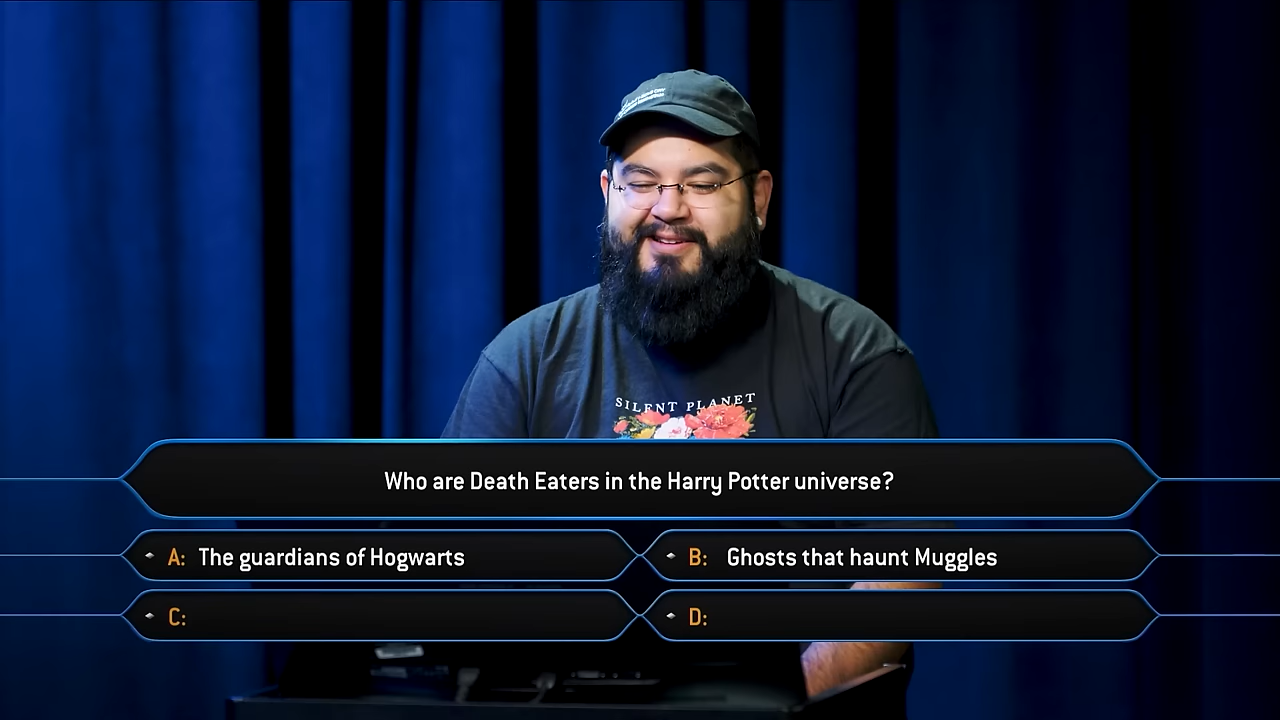 SILENT PLANET
Who are Death Eaters in the Harry Potter universe?
A: The guardians of Hogwarts
B: Ghosts that haunt Muggles
C:
D: